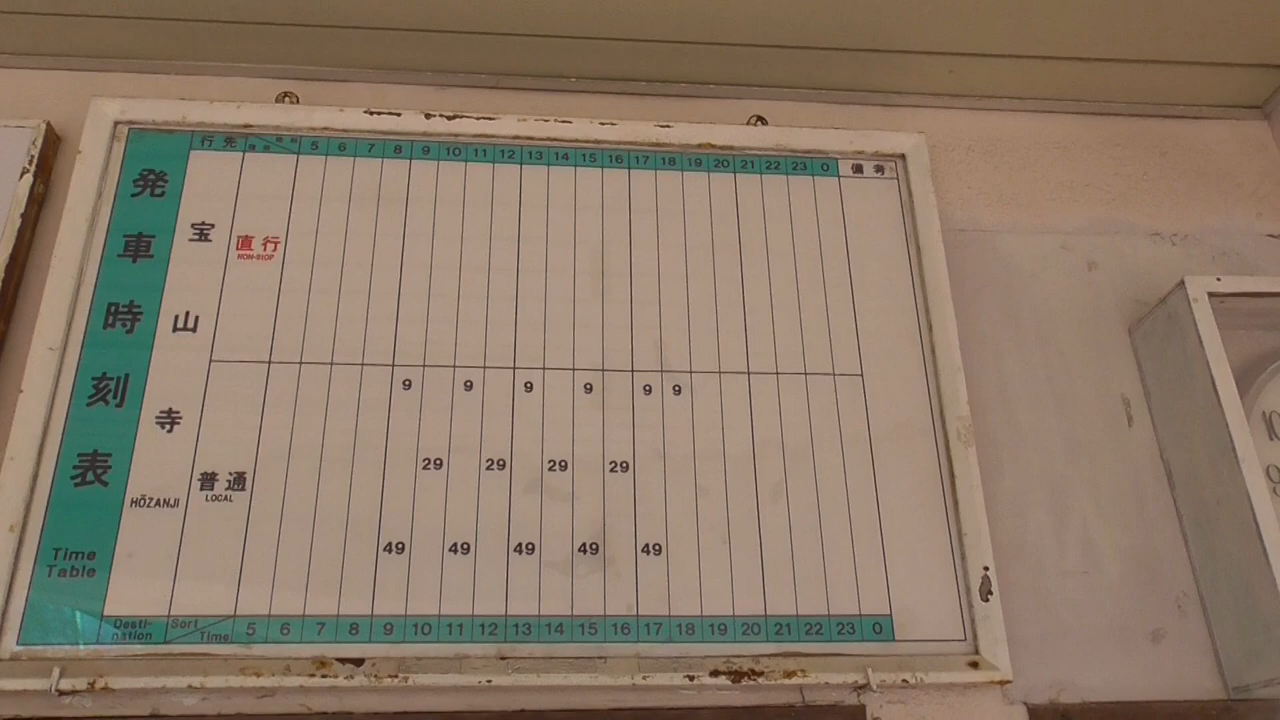 発車時刻表
Time
Table
行先 5 6 7 8 9 10 11 12 13 14 15 16 17 18 19 20 21 22 23 0 備考
宝山寺
HŌZANJI
直行
NON-STOP
普通
LOCAL
9 9 9 9 9 9
29 29 29 29
49 49 49 49 49
Desti-
nation
Sort
Time
5 6 7 8 9 10 11 12 13 14 15 16 17 18 19 20 21 22 23 0
10
9